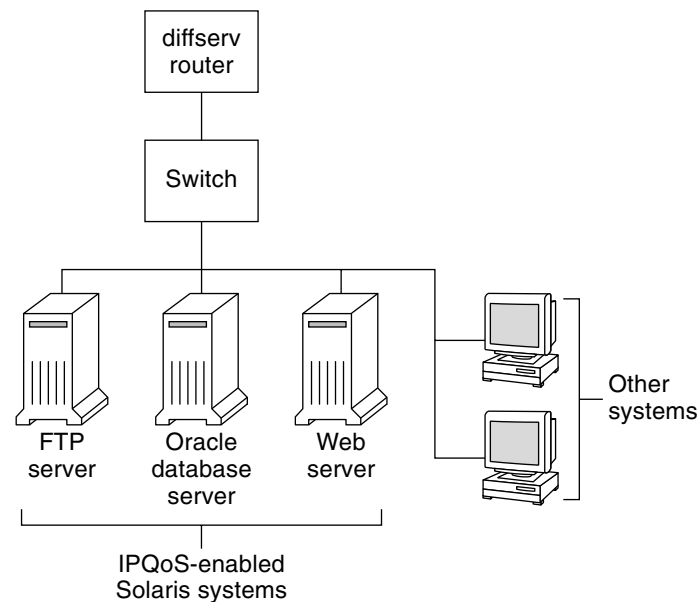 diffserv
router
Switch
FTP
server
Oracle
database
server
Web
server
Other
systems
IPQoS-enabled
Solaris systems